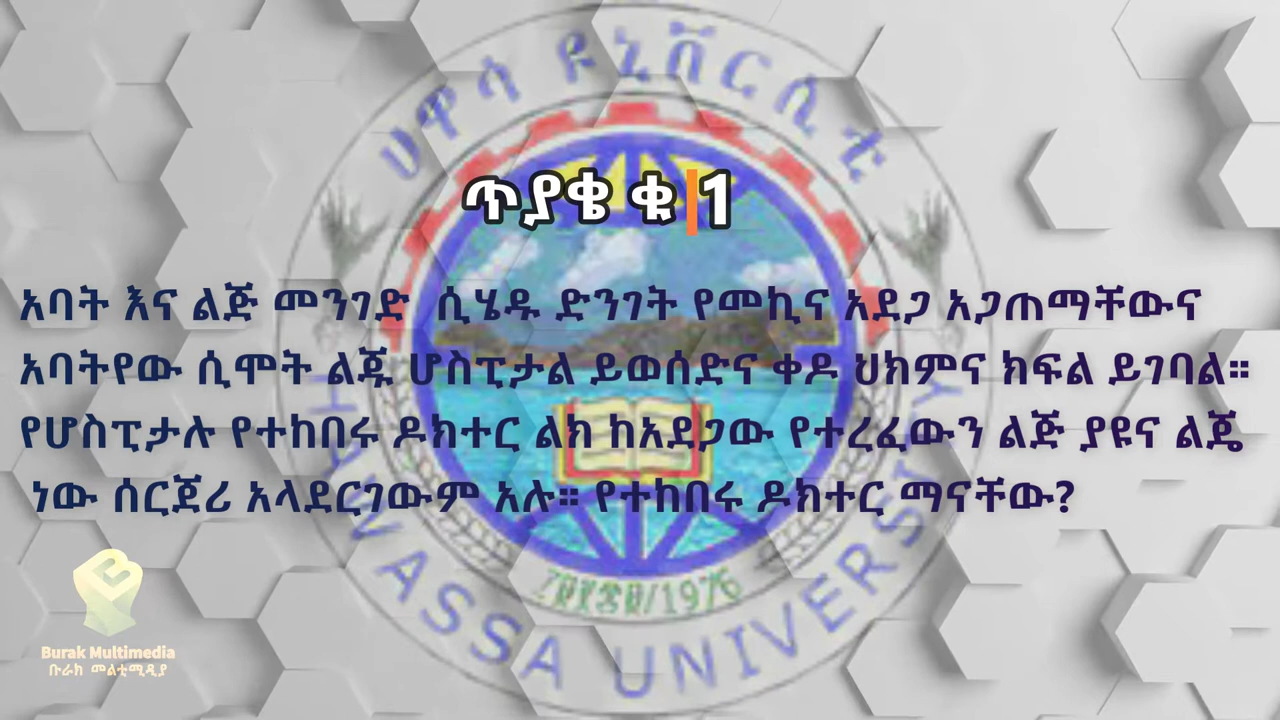 ሀዋሳ ዩኒቨርሲቲ
ጥያቄ ቁ|1
አባት እና ልጅ መንገድ ሲሄዱ ድንገት የመኪና አደጋ አጋጠማቸውና
አባትየው ሲሞት ልጁ ሆስፒታል ይወሰድና ቀዶ ህክምና ክፍል ይገባል።
የሆስፒታሉ የተከበሩ ዶክተር ልክ ከአደጋው የተረፈውን ልጅ ያዩና ልጄ
ነው ሰርጀሪ አላደርገውም አሉ። የተከበሩ ዶክተር ማናቸው?
/1976
HAWASSA UNIVERSITY
Burak Multimedia
ቡራክ መልቲሚዲያ